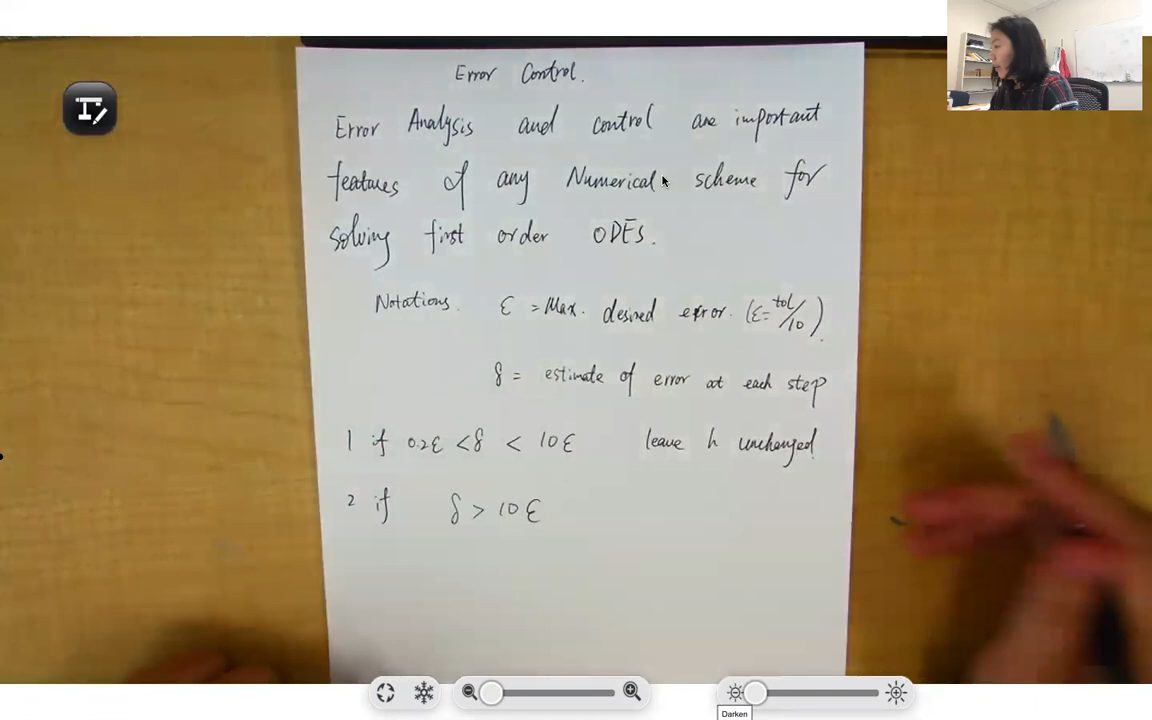 Error Control.
Error Analysis and control are important
features of any Numerical scheme for
solving first order ODEs.
Notations. ε = Max. desired error. (ε = tol/10).
δ = estimate of error at each step
1 if 0.2ε < δ < 10ε leave h unchanged.
2 if δ > 10ε
Darken